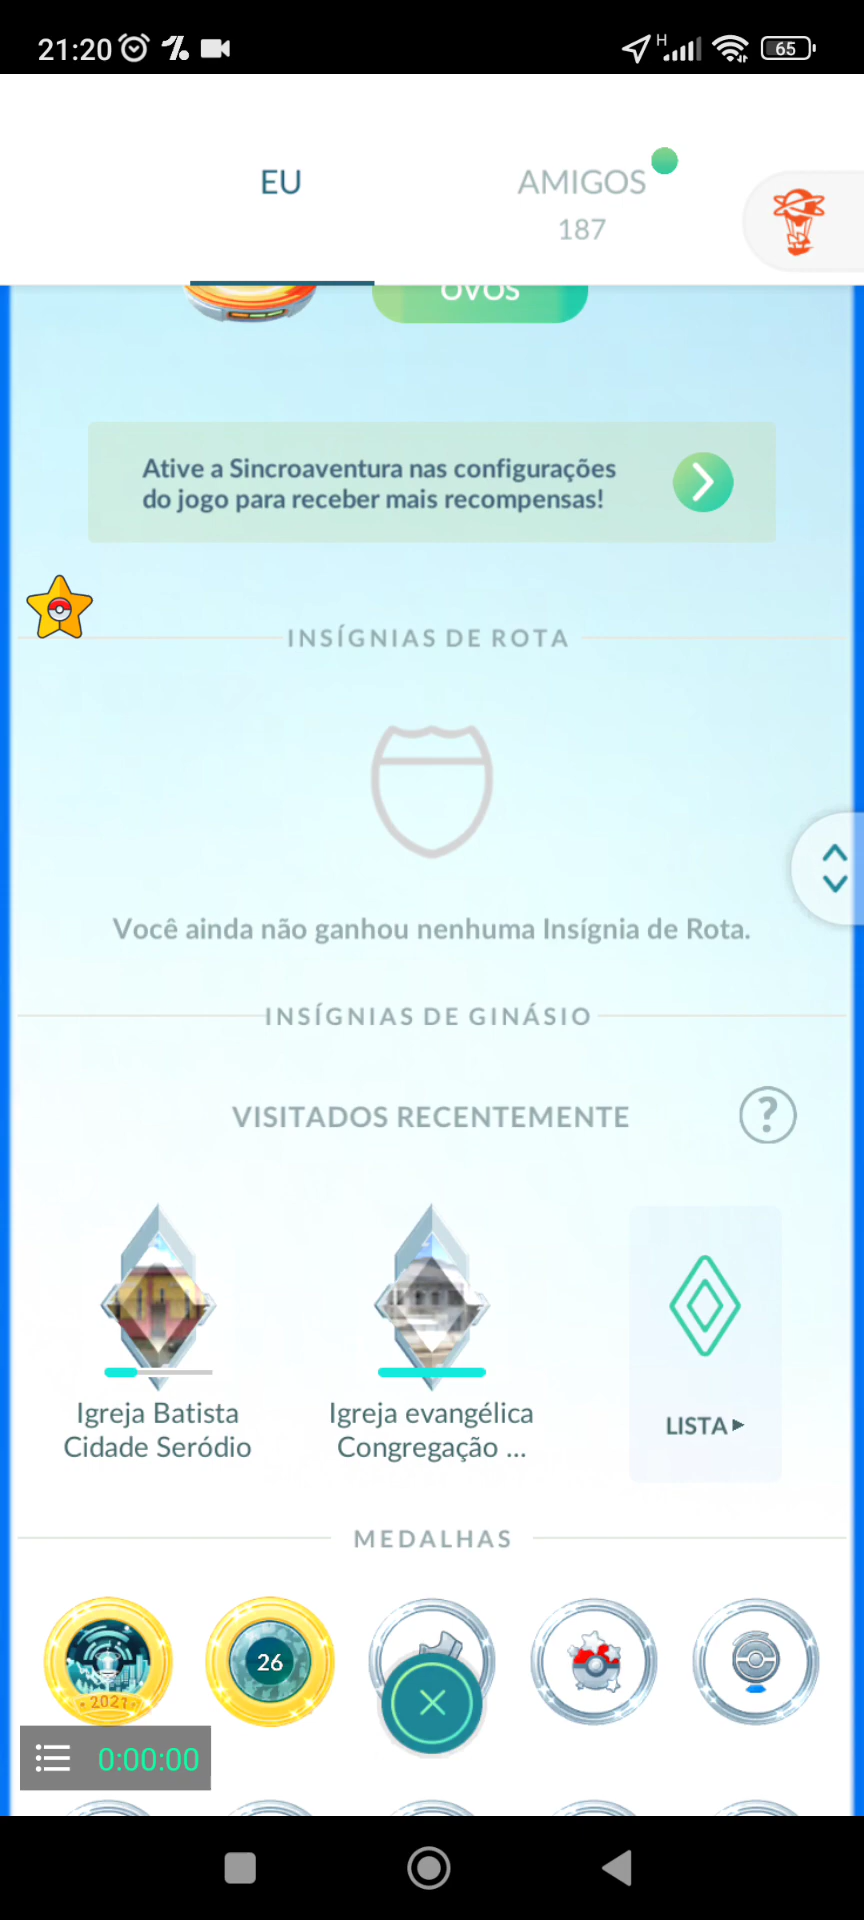 21:20
H
65
EU
AMIGOS
187
OVOS
Ative a Sincroaventura nas configurações
do jogo para receber mais recompensas!
INSÍGNIAS DE ROTA
Você ainda não ganhou nenhuma Insígnia de Rota.
INSÍGNIAS DE GINÁSIO
VISITADOS RECENTEMENTE
?
Igreja Batista
Cidade Seródio
Igreja evangélica
Congregação ...
LISTA
MEDALHAS
26
0:00:00